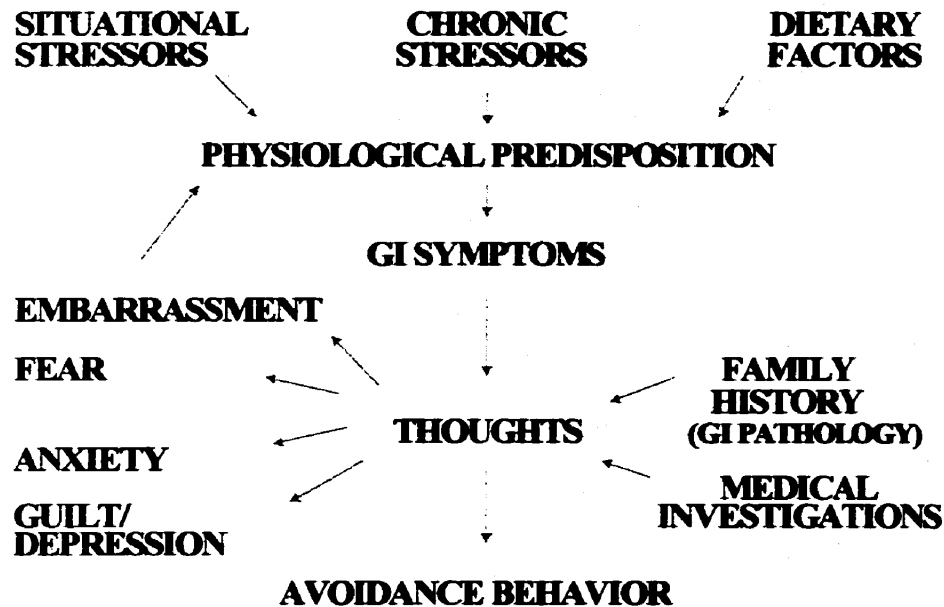 SITUATIONAL
STRESSORS
CHRONIC
STRESSORS
DIETARY
FACTORS
PHYSIOLOGICAL PREDISPOSITION
GI SYMPTOMS
EMBARRASSMENT
FEAR
ANXIETY
GUILT/
DEPRESSION
THOUGHTS
FAMILY
HISTORY
(GI PATHOLOGY)
MEDICAL
INVESTIGATIONS
AVOIDANCE BEHAVIOR